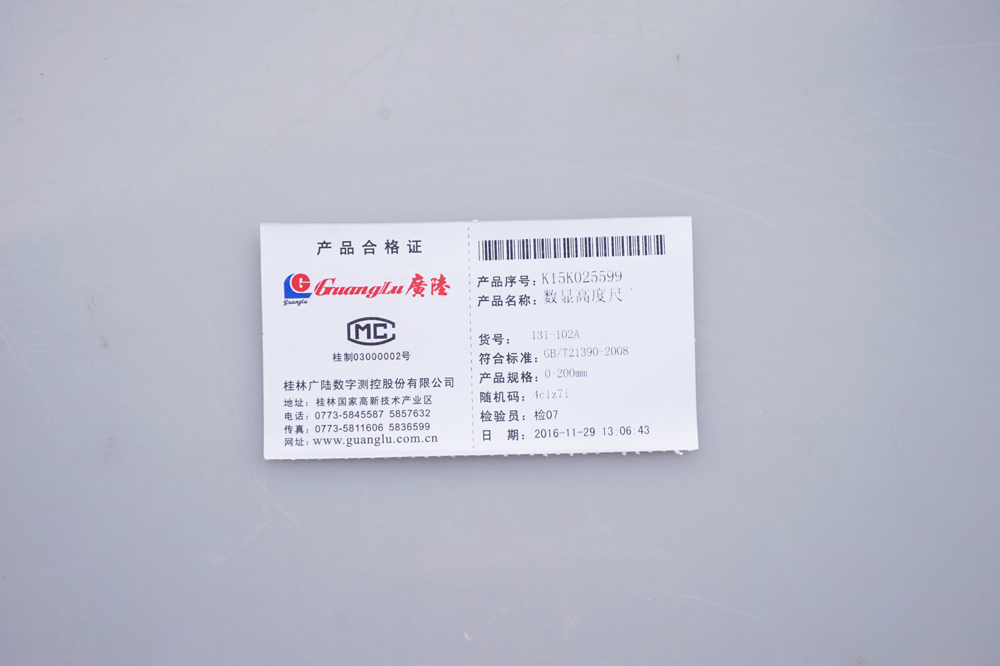 产品合格证
G GuangLu 廣陸
Guanglu
MC
桂制03000002号
桂林广陆数字测控股份有限公司
地址：桂林国家高新技术产业区
电话：0773-5845587 5857632
传真：0773-5811606 5836599
网址：www.guanglu.com.cn
产品序号：K15K025599
产品名称：数显高度尺
货号：131-102A
符合标准：GB/T21390-2008
产品规格：0-200mm
随机码：4c1z71
检验员：检07
日 期：2016-11-29 13:06:43